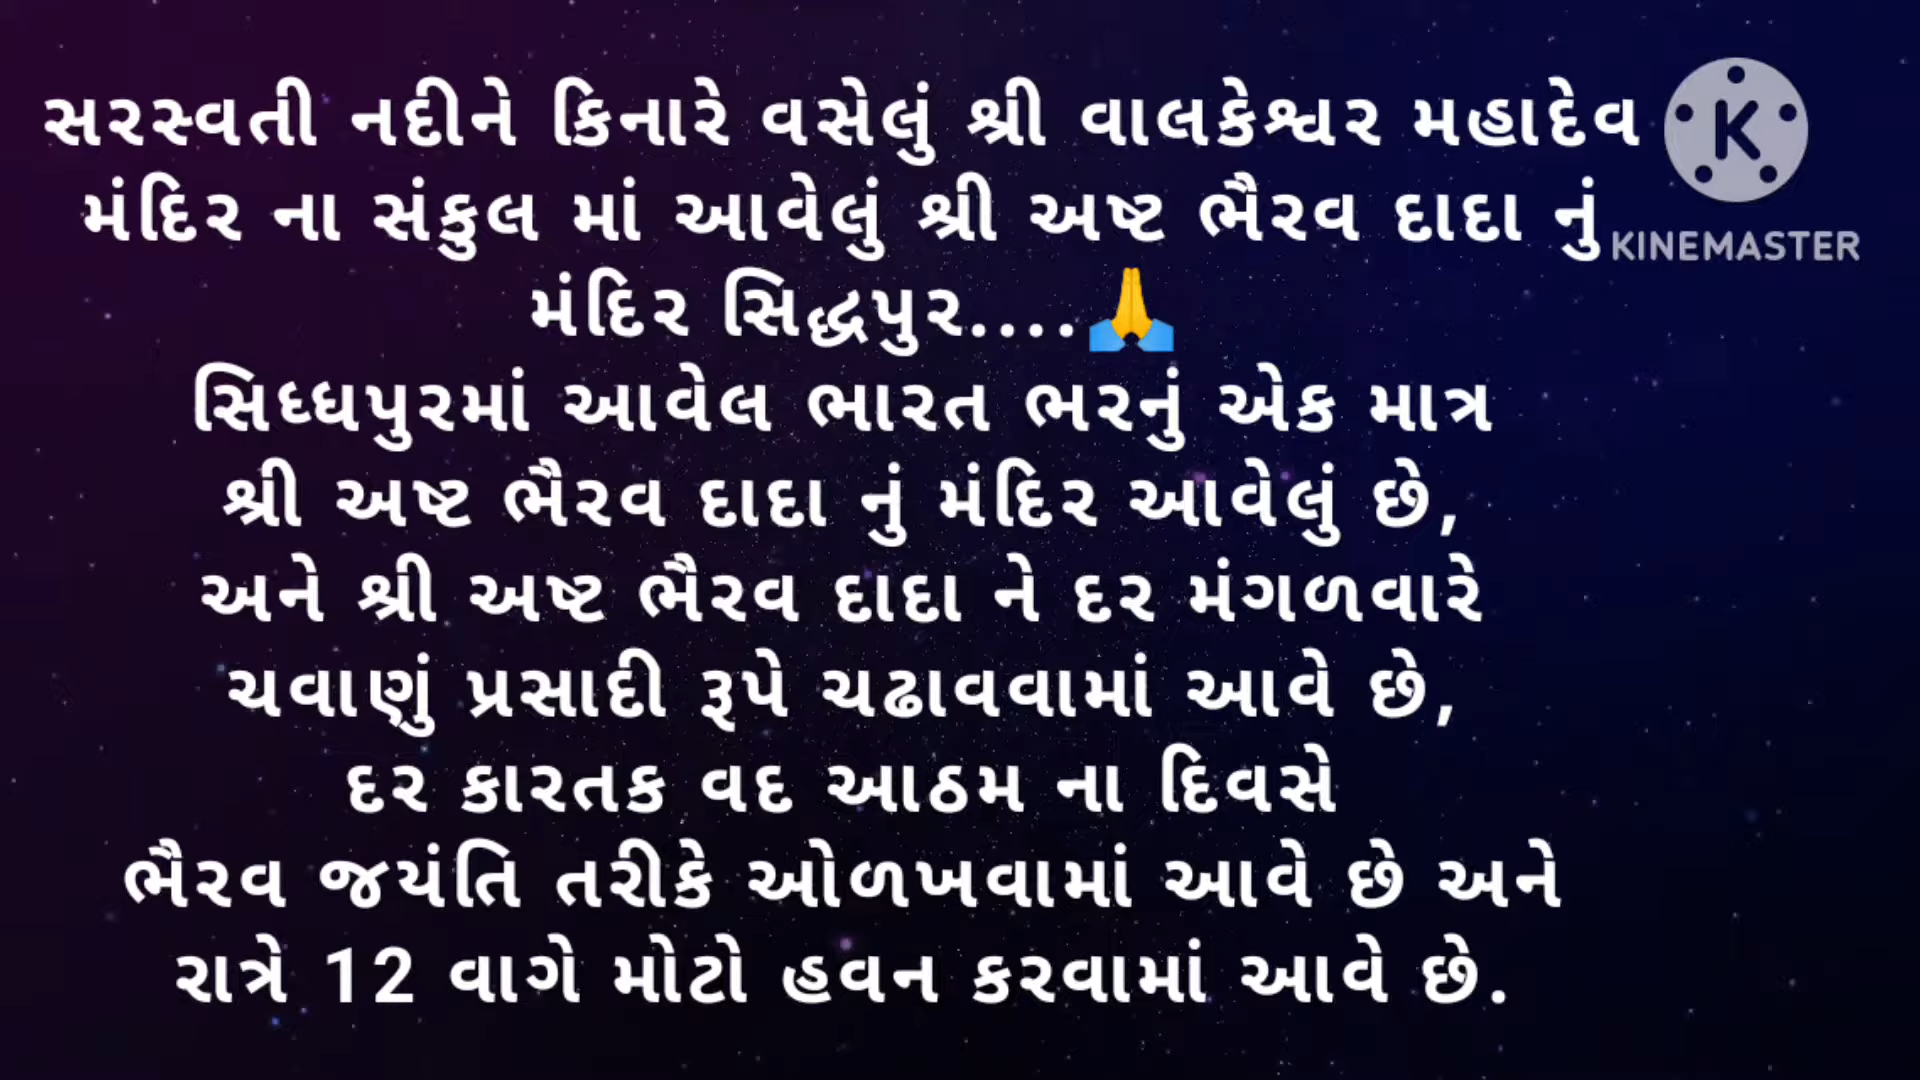 સરસ્વતી નદીને કિનારે વસેલું શ્રી વાલકેશ્વર મહાદેવ
મંદિર ના સંકુલ માં આવેલું શ્રી અષ્ટ ભૈરવ દાદા નું
મંદિર સિદ્ધપુર....🙏
સિધ્ધપુરમાં આવેલ ભારત ભરનું એક માત્ર
શ્રી અષ્ટ ભૈરવ દાદા નું મંદિર આવેલું છે,
અને શ્રી અષ્ટ ભૈરવ દાદા ને દર મંગળવારે
ચવાણું પ્રસાદી રૂપે ચઢાવવામાં આવે છે,
દર કારતક વદ આઠમ ના દિવસે
ભૈરવ જયંતિ તરીકે ઓળખવામાં આવે છે અને
રાત્રે 12 વાગે મોટો હવન કરવામાં આવે છે.
K
KINEMASTER